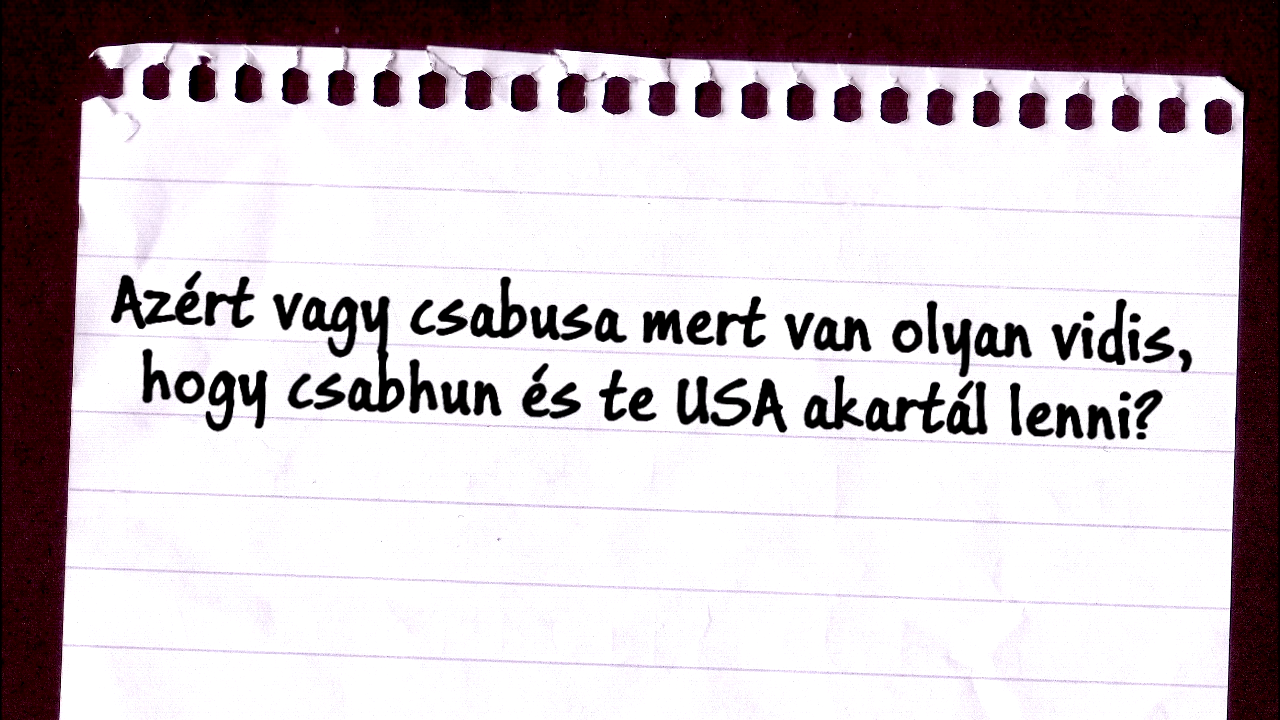 Azért vagy csabusa mert van olyan vidis,
hogy csabhun és te USA akartál lenni?